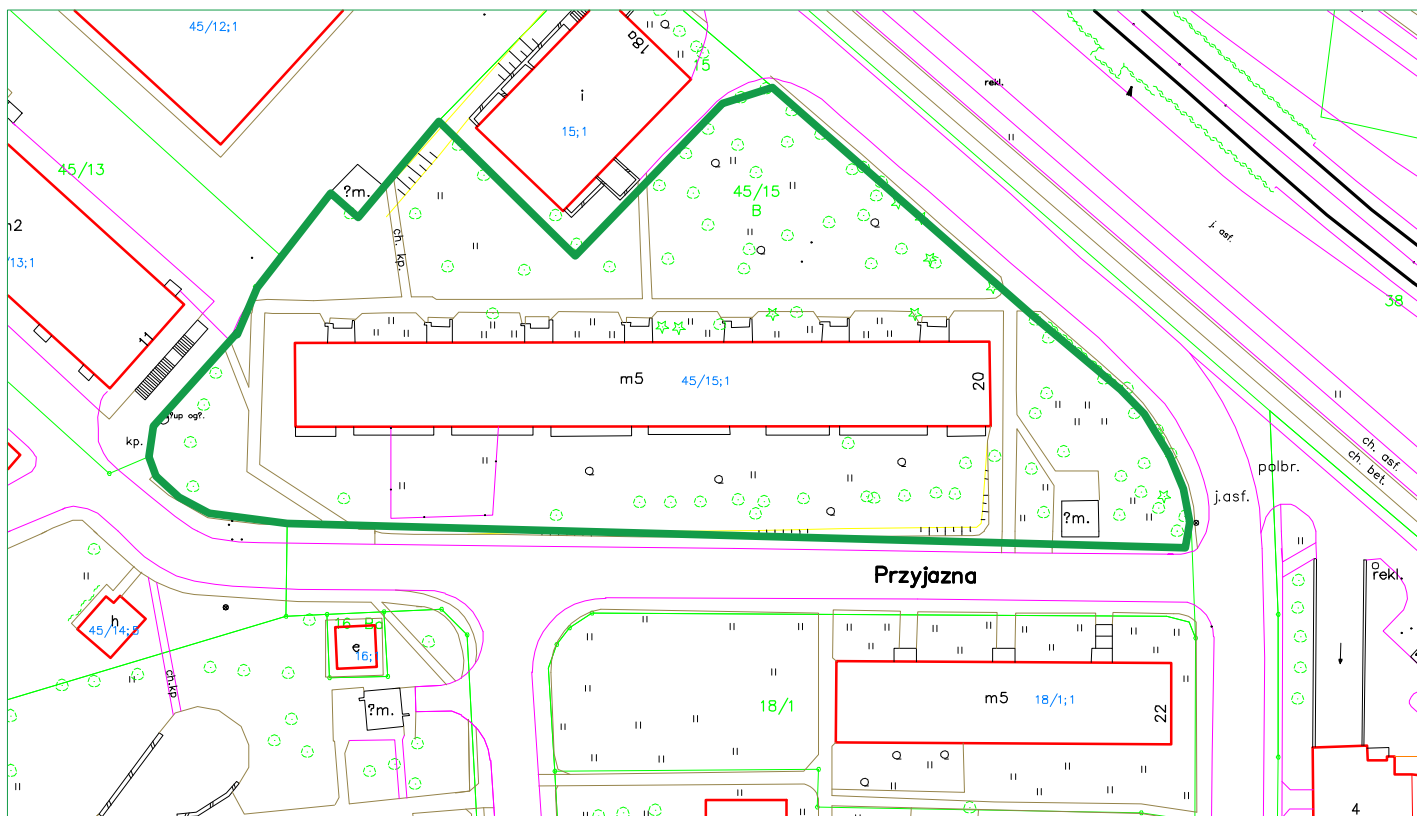 45/12;1
18a
15
i
15;1
rekl.
45/13
?m.
45/15
B
j. asf.
ch. kp.
/13;1
38
11
m5
45/15;1
20
?up og?.
kp.
ch. asf.
ch. bet.
polbr.
j.asf.
?m.
Przyjazna
rekl.
h
45/14;5
e
16;1
ch.kp
?m.
18/1
m5
18/1;1
22
4